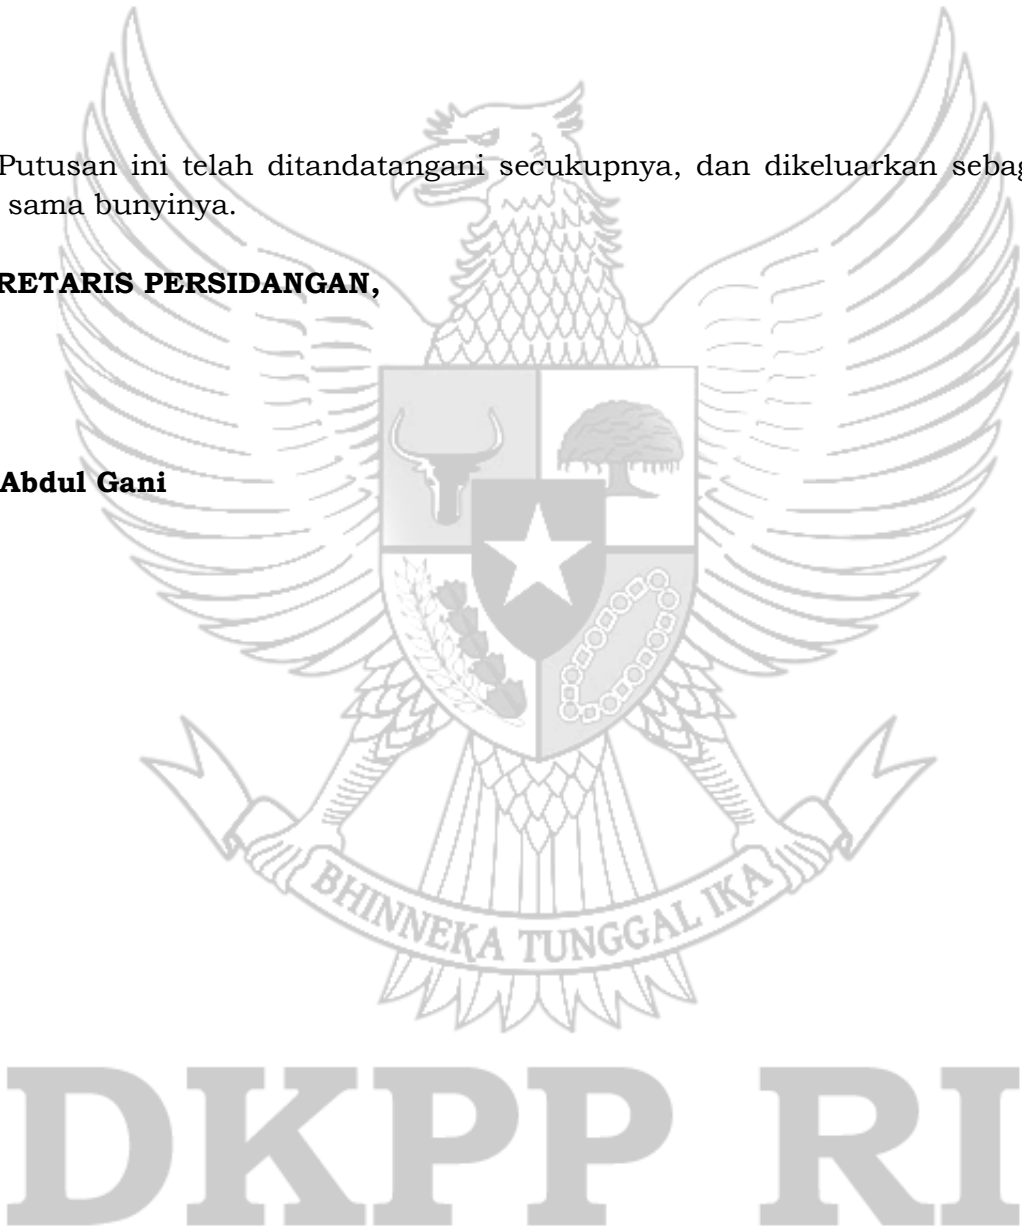 Putusan ini telah ditandatangani secukupnya, dan dikeluarkan sebag
sama bunyinya.
RETARIS PERSIDANGAN,
Abdul Gani
BHINNEKA TUNGGAL IKA
DKPP RI